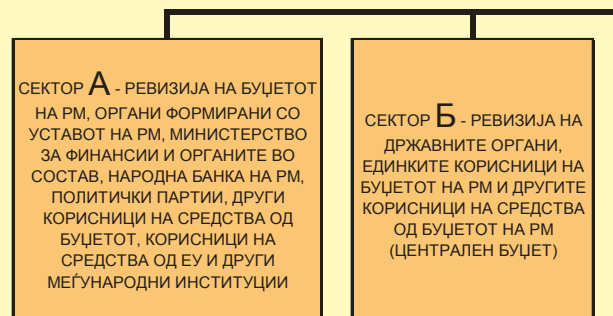 СЕКТОР А - РЕВИЗИЈА НА БУЏЕТОТ
НА РМ, ОРГАНИ ФОРМИРАНИ СО
УСТАВОТ НА РМ, МИНИСТЕРСТВО
ЗА ФИНАНСИИ И ОРГАНИТЕ ВО
СОСТАВ, НАРОДНА БАНКА НА РМ,
ПОЛИТИЧКИ ПАРТИИ, ДРУГИ
КОРИСНИЦИ НА СРЕДСТВА ОД
БУЏЕТОТ, КОРИСНИЦИ НА
СРЕДСТВА ОД ЕУ И ДРУГИ
МЕЃУНАРОДНИ ИНСТИТУЦИИ
СЕКТОР Б - РЕВИЗИЈА НА
ДРЖАВНИТЕ ОРГАНИ,
ЕДИНКИТЕ КОРИСНИЦИ НА
БУЏЕТОТ НА РМ И ДРУГИТЕ
КОРИСНИЦИ НА СРЕДСТВА
ОД БУЏЕТОТ НА РМ
(ЦЕНТРАЛЕН БУЏЕТ)